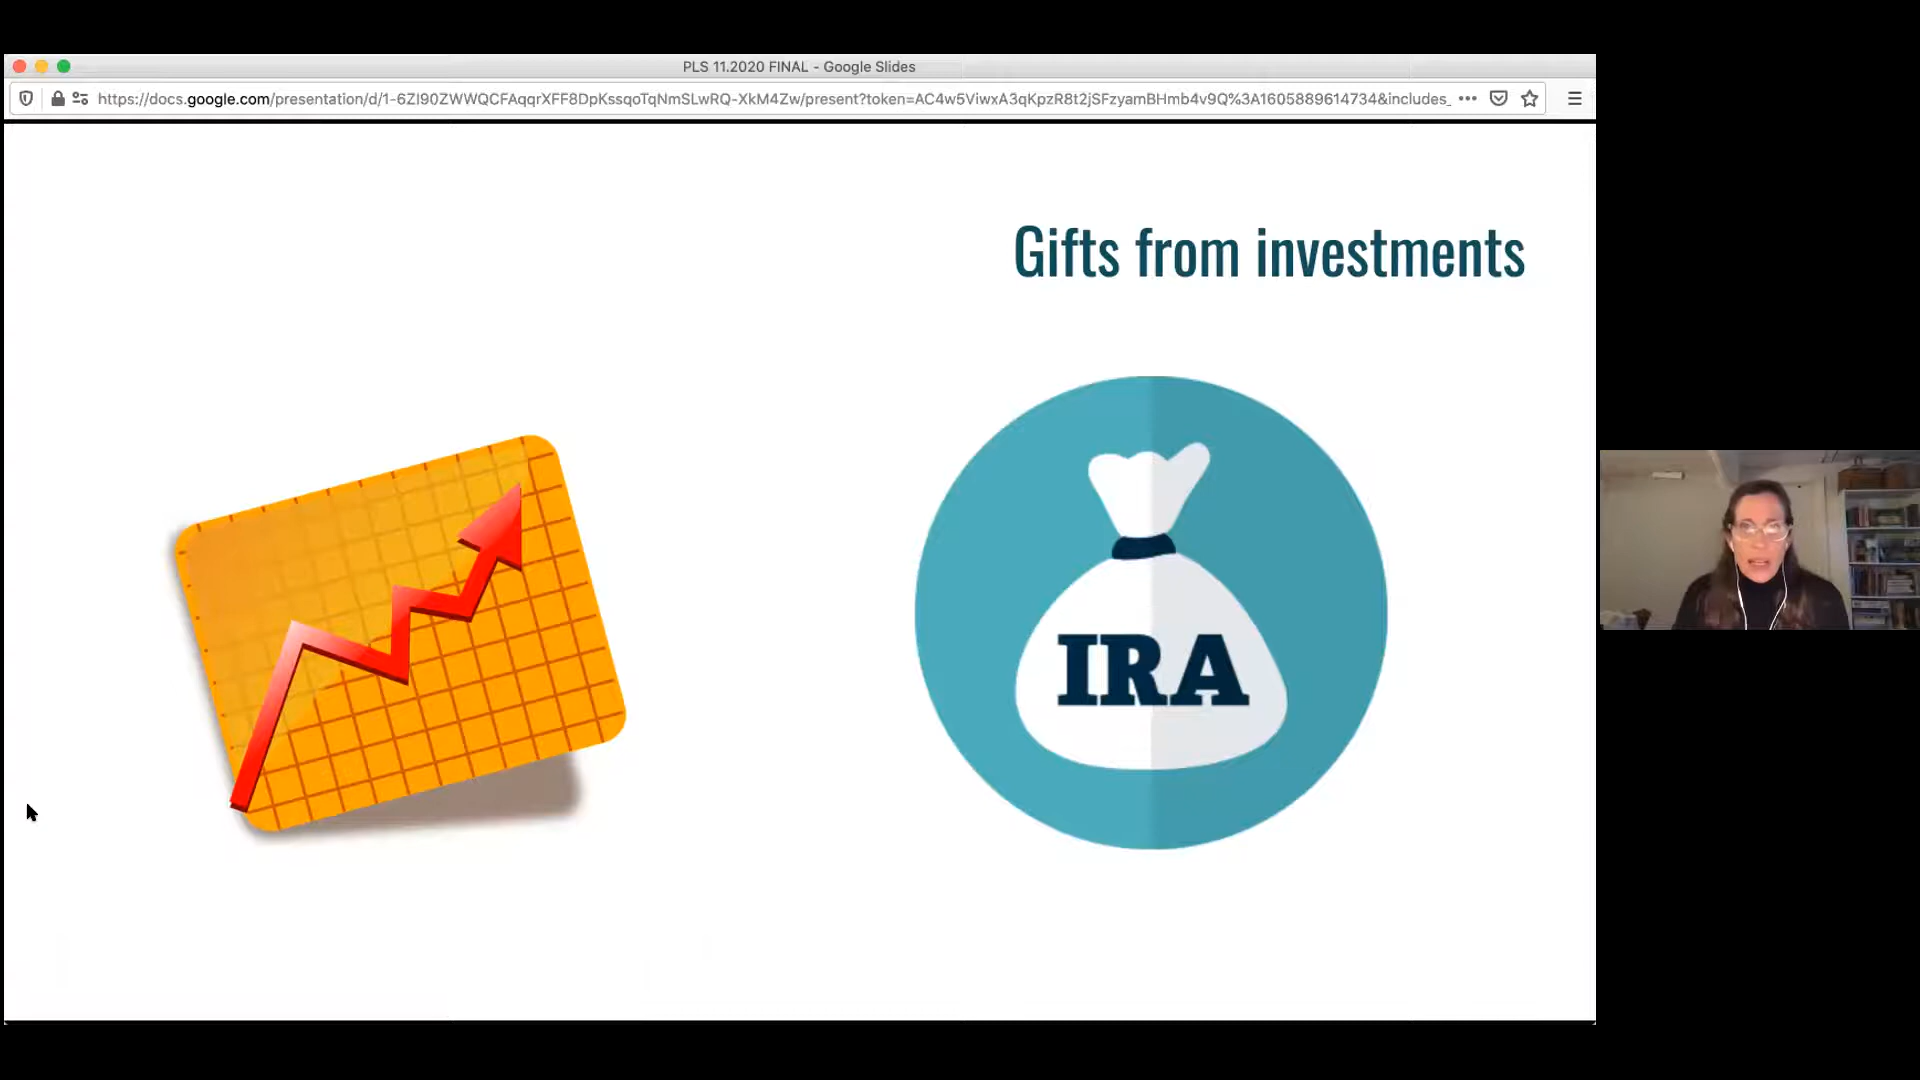 PLS 11.2020 FINAL - Google Slides
https://docs.google.com/presentation/d/1-6ZI90ZWWQCFAqqrXFF8DpKssqoTqNmSLwRQ-XkM4Zw/present?token=AC4w5ViwxA3qKpzR8t2jSFzyamBHmb4v9Q%3A1605889614734&includes_
Gifts from investments
IRA